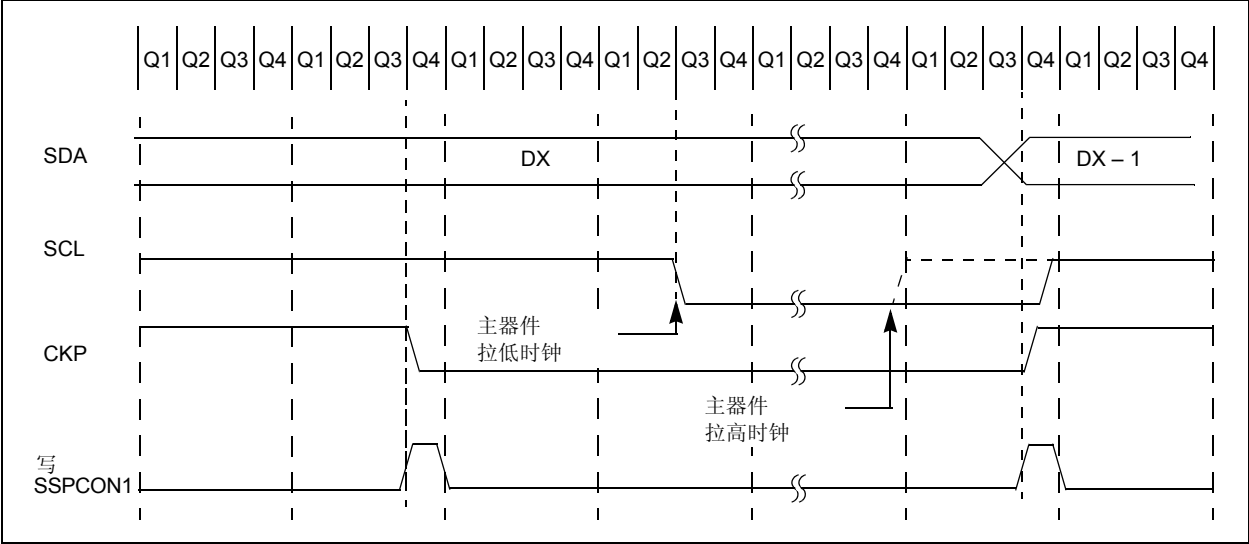 Q1 Q2 Q3 Q4 Q1 Q2 Q3 Q4 Q1 Q2 Q3 Q4 Q1 Q2 Q3 Q4 Q1 Q2 Q3 Q4 Q1 Q2 Q3 Q4 Q1 Q2 Q3 Q4
SDA
DX
DX – 1
SCL
主器件
拉低时钟
CKP
主器件
拉高时钟
写
SSPCON1